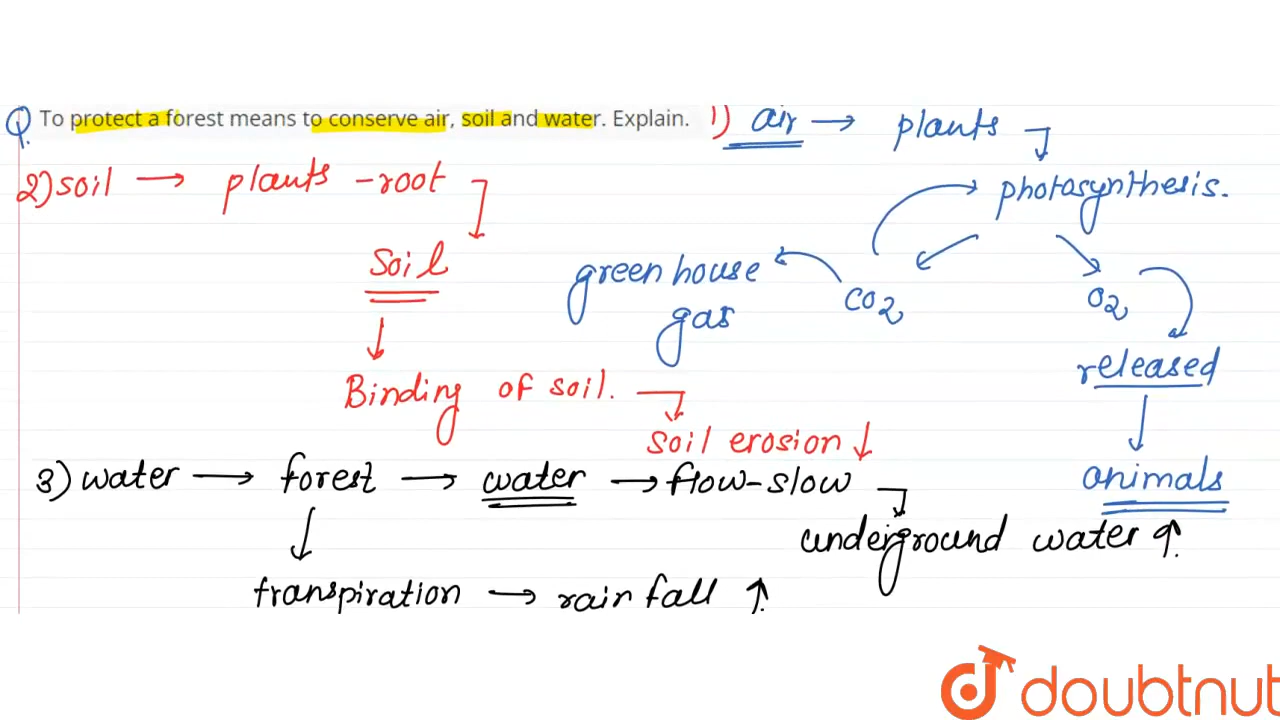 Q. To protect a forest means to conserve air, soil and water. Explain.
1) air → plants
photosynthesis.
CO2
O2
greenhouse
gas
released
animals
2) soil → plants - root
Soil
Binding of soil.
soil erosion ↓
3) water → forest → water → flow-slow
underground water ↑
transpiration → rain fall ↑
doubtnut